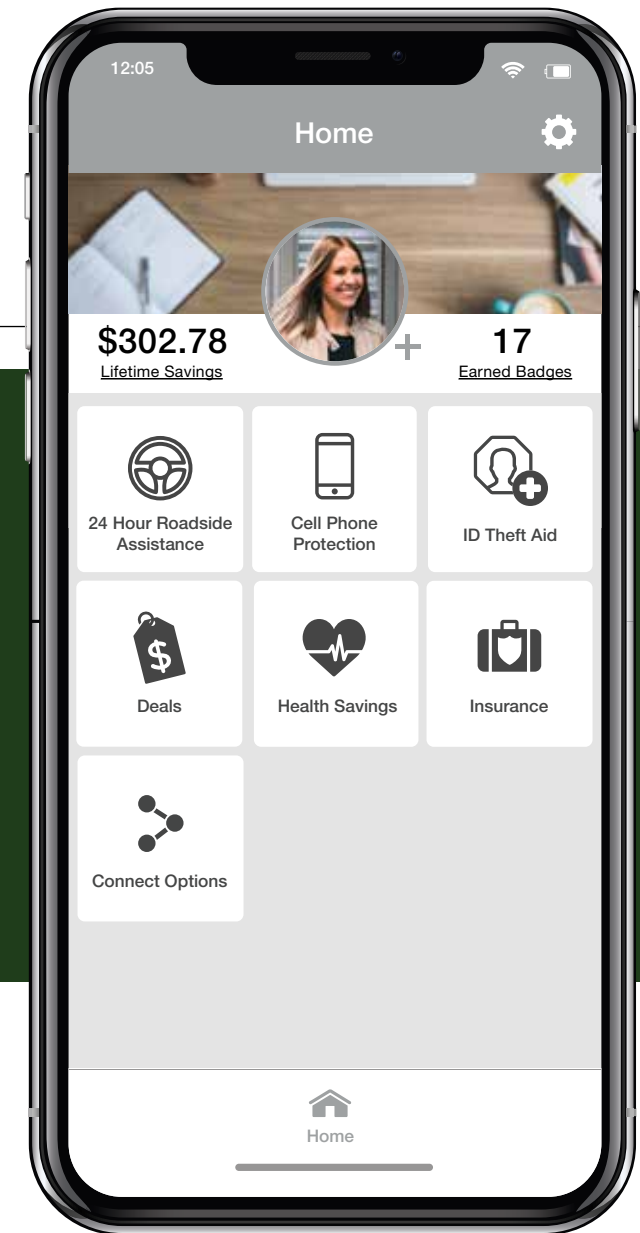 12:05
Home
$302.78
Lifetime Savings
17
Earned Badges
24 Hour Roadside
Assistance
Cell Phone
Protection
ID Theft Aid
$
Deals
Health Savings
Insurance
Connect Options
Home